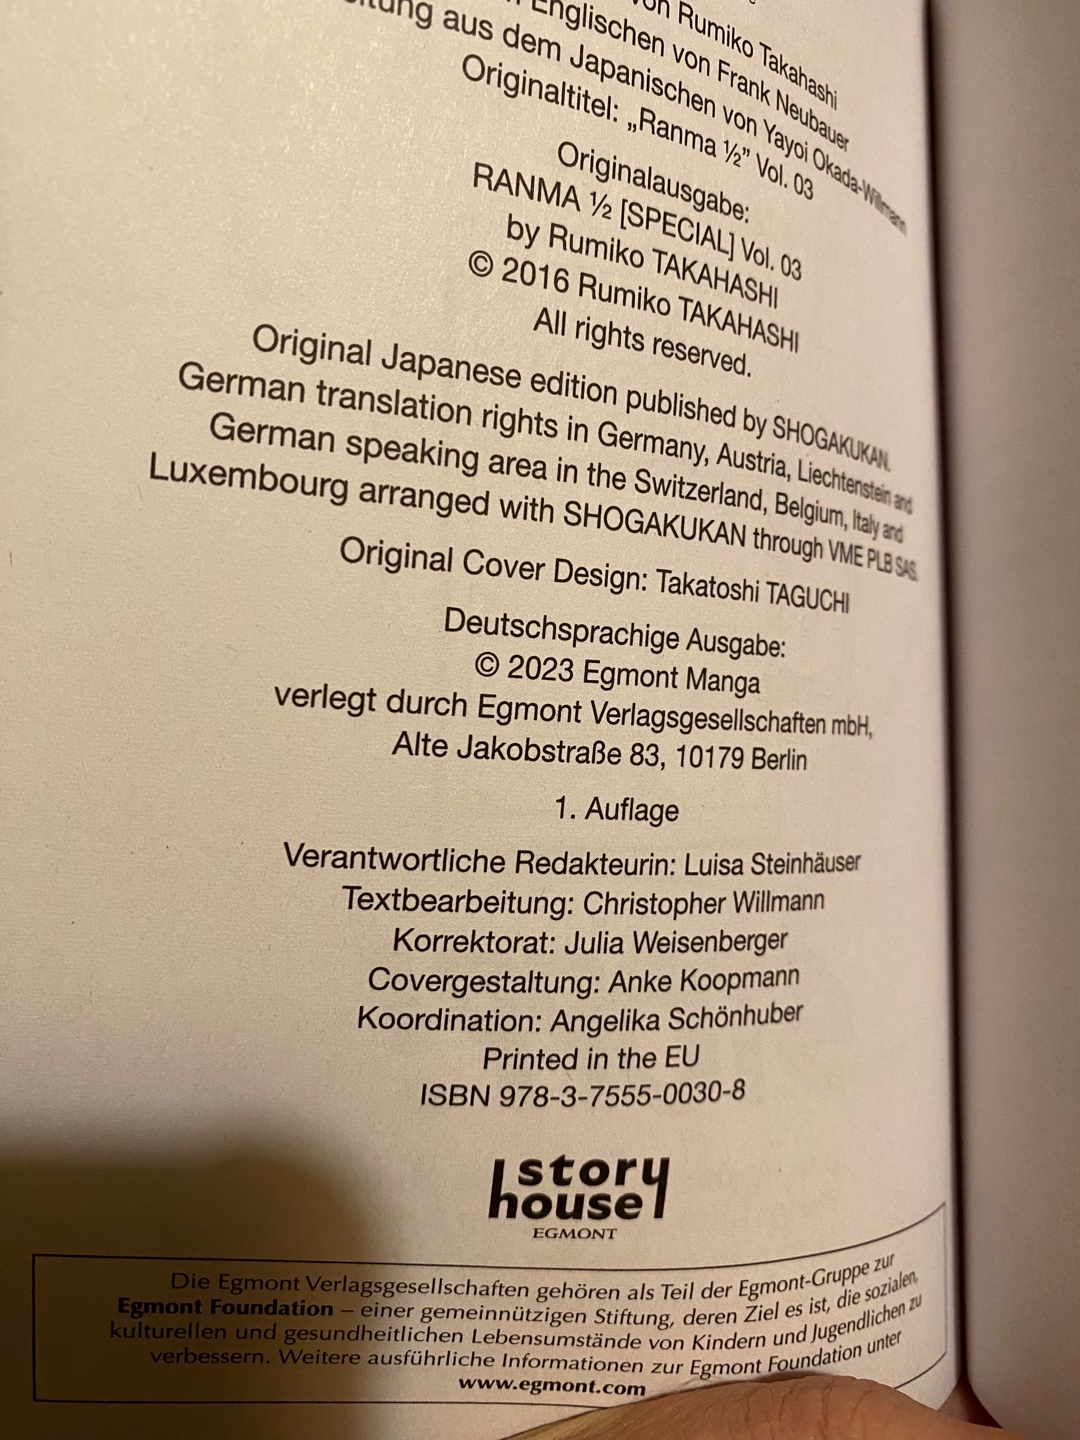 von Rumiko Takahashi
Englischen von Frank Neubauer
aus dem Japanischen von Yayoi Okada-Willmann
Originaltitel: „Ranma ½” Vol. 03
Originalausgabe:
RANMA ½ [SPECIAL] Vol. 03
by Rumiko TAKAHASHI
© 2016 Rumiko TAKAHASHI
All rights reserved.
Original Japanese edition published by SHOGAKUKAN.
German translation rights in Germany, Austria, Liechtenstein and
German speaking area in the Switzerland, Belgium, Italy and
Luxembourg arranged with SHOGAKUKAN through VME PLB SAS.
Original Cover Design: Takatoshi TAGUCHI
Deutschsprachige Ausgabe:
© 2023 Egmont Manga
verlegt durch Egmont Verlagsgesellschaften mbH,
Alte Jakobstraße 83, 10179 Berlin
1. Auflage
Verantwortliche Redakteurin: Luisa Steinhäuser
Textbearbeitung: Christopher Willmann
Korrektorat: Julia Weisenberger
Covergestaltung: Anke Koopmann
Koordination: Angelika Schönhuber
Printed in the EU
ISBN 978-3-7555-0030-8
story
house
EGMONT
Die Egmont Verlagsgesellschaften gehören als Teil der Egmont-Gruppe zur
Egmont Foundation – einer gemeinnützigen Stiftung, deren Ziel es ist, die sozialen,
kulturellen und gesundheitlichen Lebensumstände von Kindern und Jugendlichen zu
verbessern. Weitere ausführliche Informationen zur Egmont Foundation unter
www.egmont.com